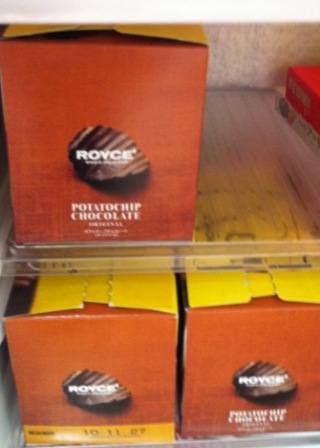 ROYCE'
POTATOCHIP
CHOCOLATE
ORIGINAL
ROYCE'
10.11.27
ROYCE'
POTATOCHIP
CHOCOLATE